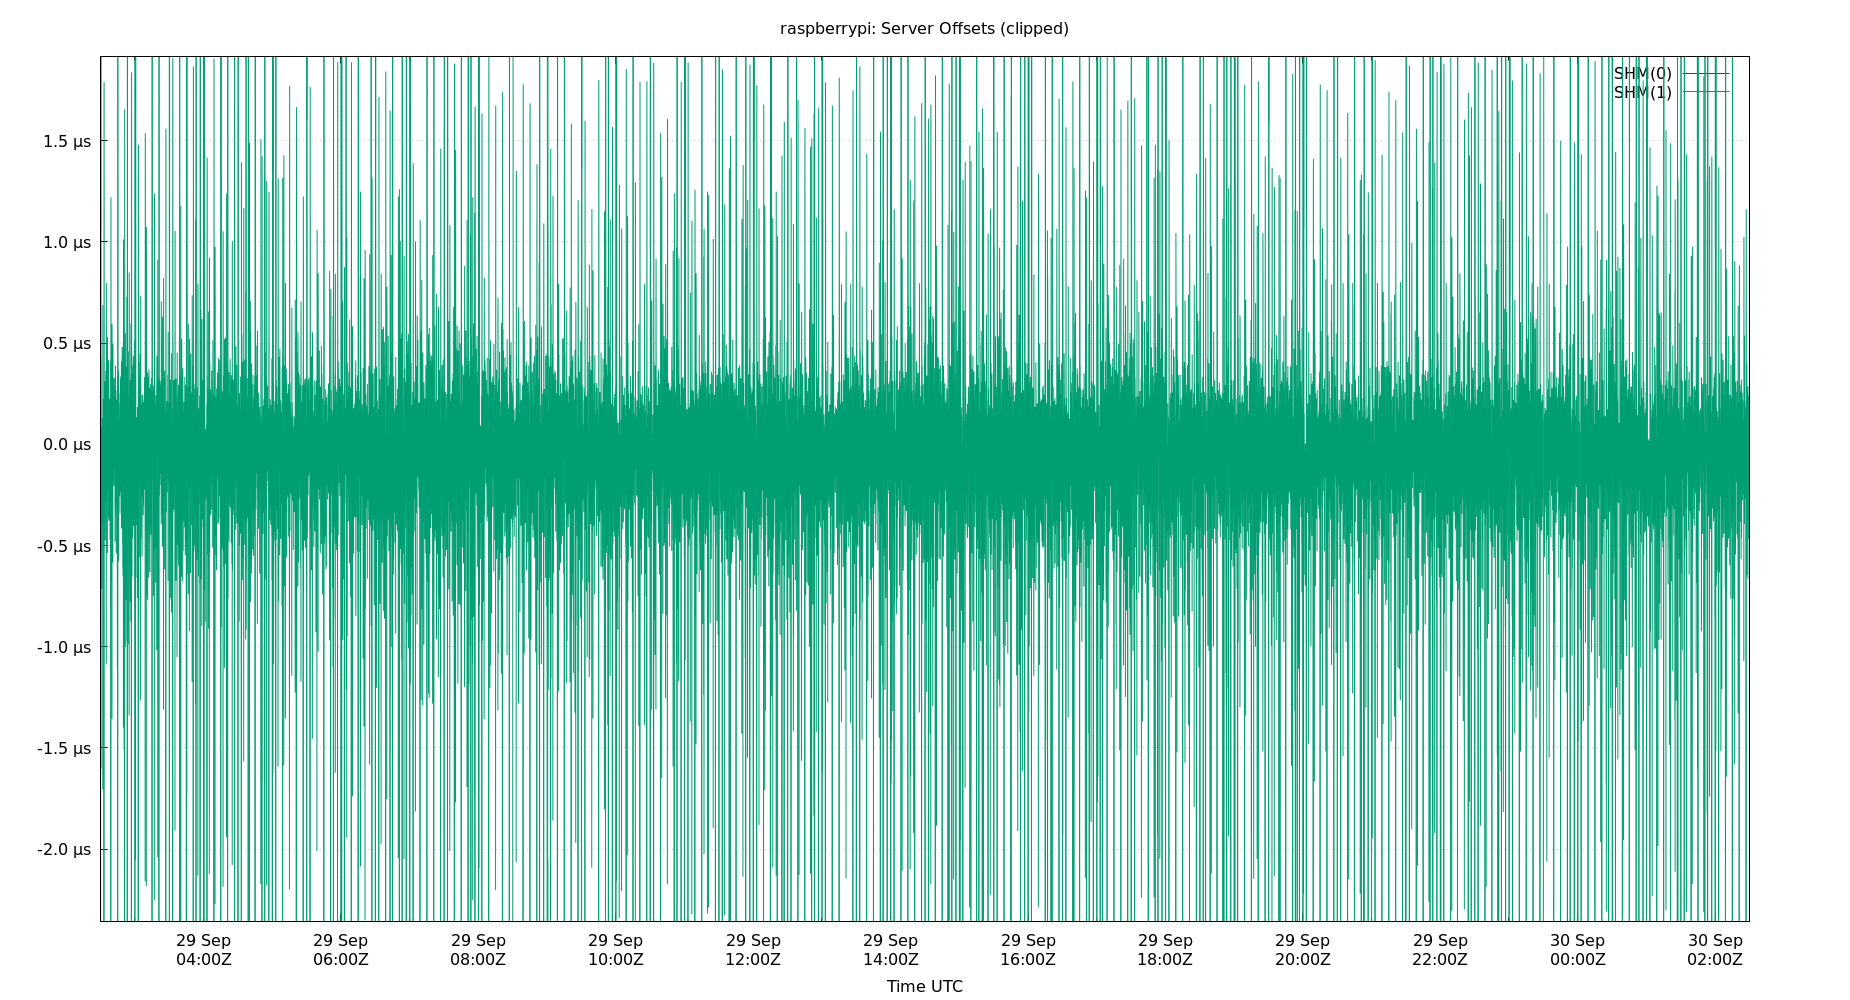 raspberrypi: Server Offsets (clipped)
SHM(0)
SHM(1)
1.5 µs
1.0 µs
0.5 µs
0.0 µs
-0.5 µs
-1.0 µs
-1.5 µs
-2.0 µs
29 Sep 29 Sep 29 Sep 29 Sep 29 Sep 29 Sep 29 Sep 29 Sep 29 Sep 29 Sep 30 Sep 30 Sep
04:00Z 06:00Z 08:00Z 10:00Z 12:00Z 14:00Z 16:00Z 18:00Z 20:00Z 22:00Z 00:00Z 02:00Z
Time UTC